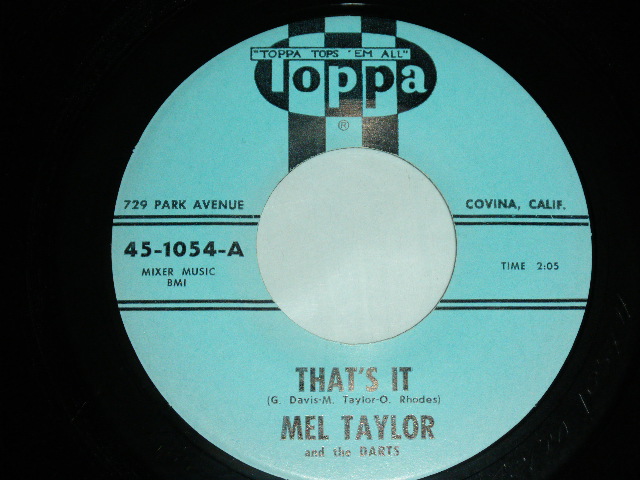 "TOPPA TOPS 'EM ALL"
Toppa
®
729 PARK AVENUE
COVINA, CALIF.
45-1054-A
MIXER MUSIC
BMI
TIME 2:05
THAT'S IT
(G. Davis-M. Taylor-O. Rhodes)
MEL TAYLOR
and the DARTS